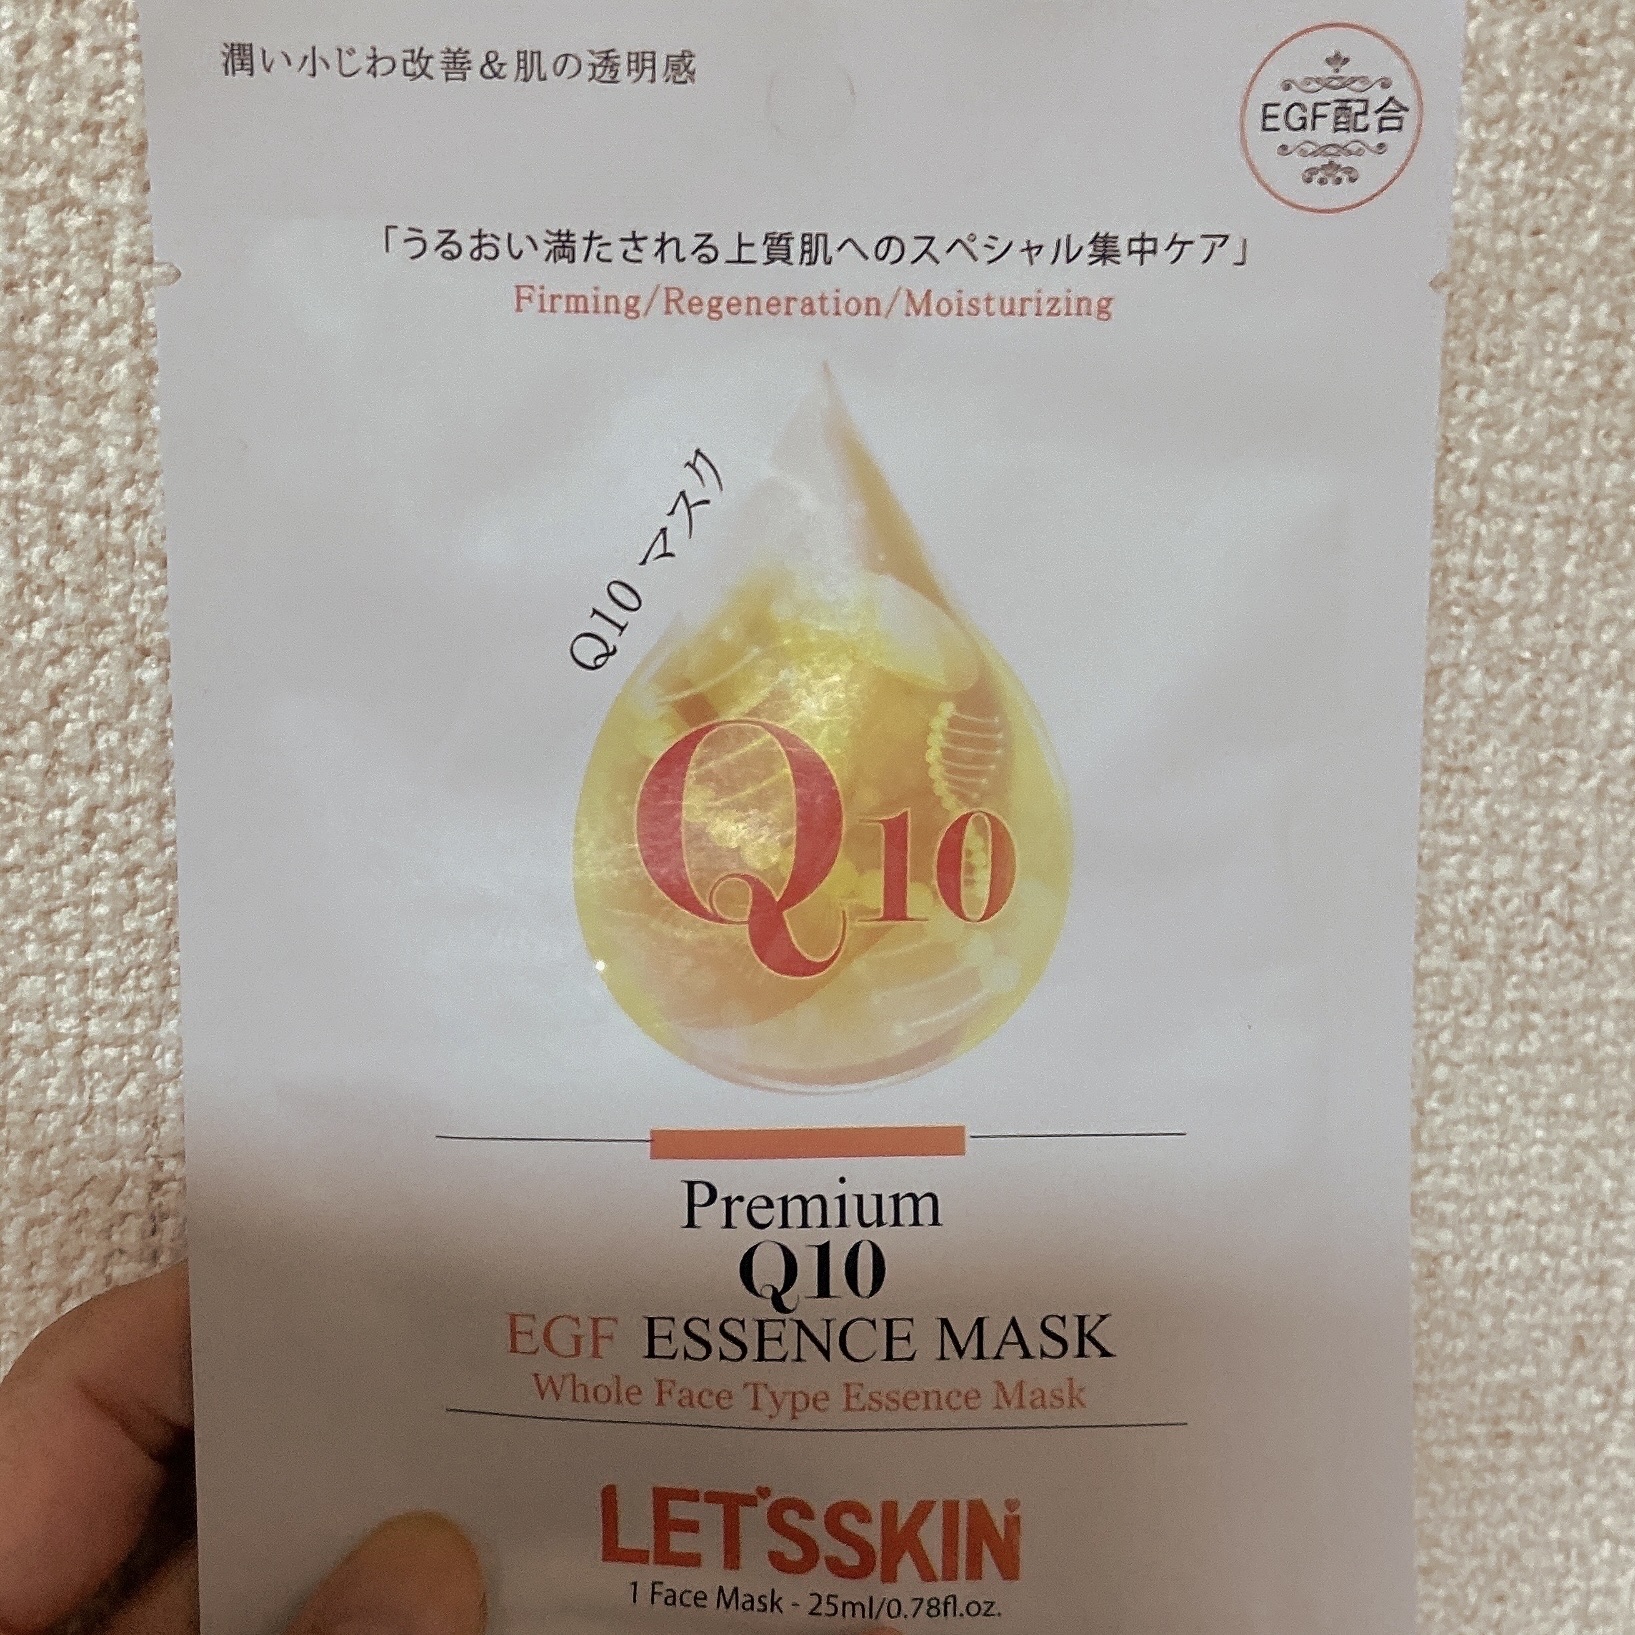 潤い小じわ改善＆肌の透明感
EGF配合
「うるおい満たされる上質肌へのスペシャル集中ケア」
Firming/Regeneration/Moisturizing
Q10 マスク
Q10
Premium
Q10
EGF ESSENCE MASK
Whole Face Type Essence Mask
LET'SSKIN
1 Face Mask - 25ml/0.78fl.oz.